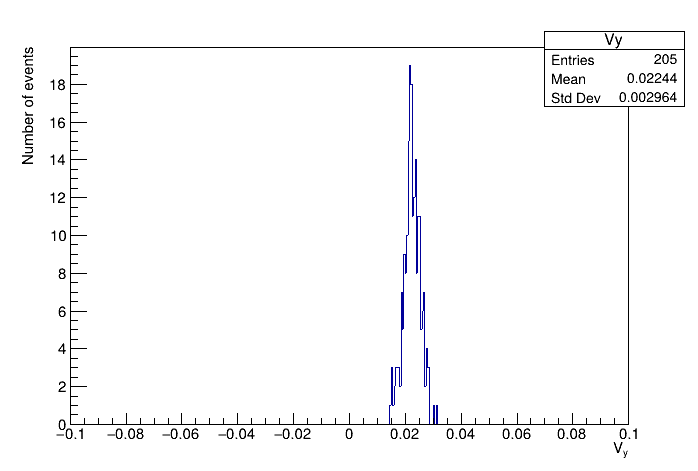 Vy
Entries 205
Mean 0.02244
Std Dev 0.002964
Number of events
18
16
14
12
10
8
6
4
2
0
−0.1 −0.08 −0.06 −0.04 −0.02 0 0.02 0.04 0.06 0.08 0.1
Vy